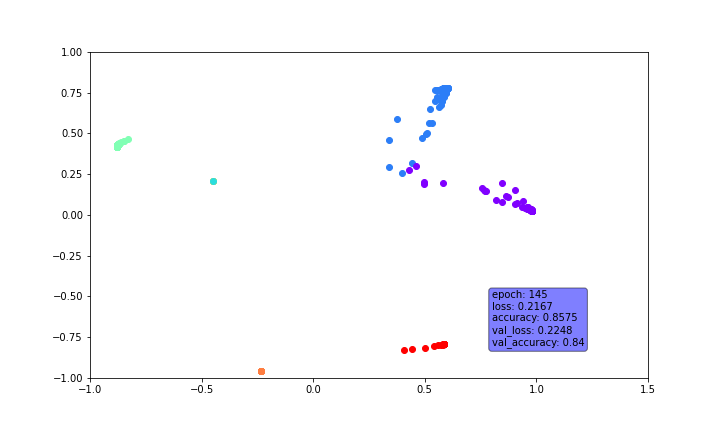 1.00
0.75
0.50
0.25
0.00
−0.25
−0.50
−0.75
−1.00
epoch: 145
loss: 0.2167
accuracy: 0.8575
val_loss: 0.2248
val_accuracy: 0.84
−1.0 −0.5 0.0 0.5 1.0 1.5